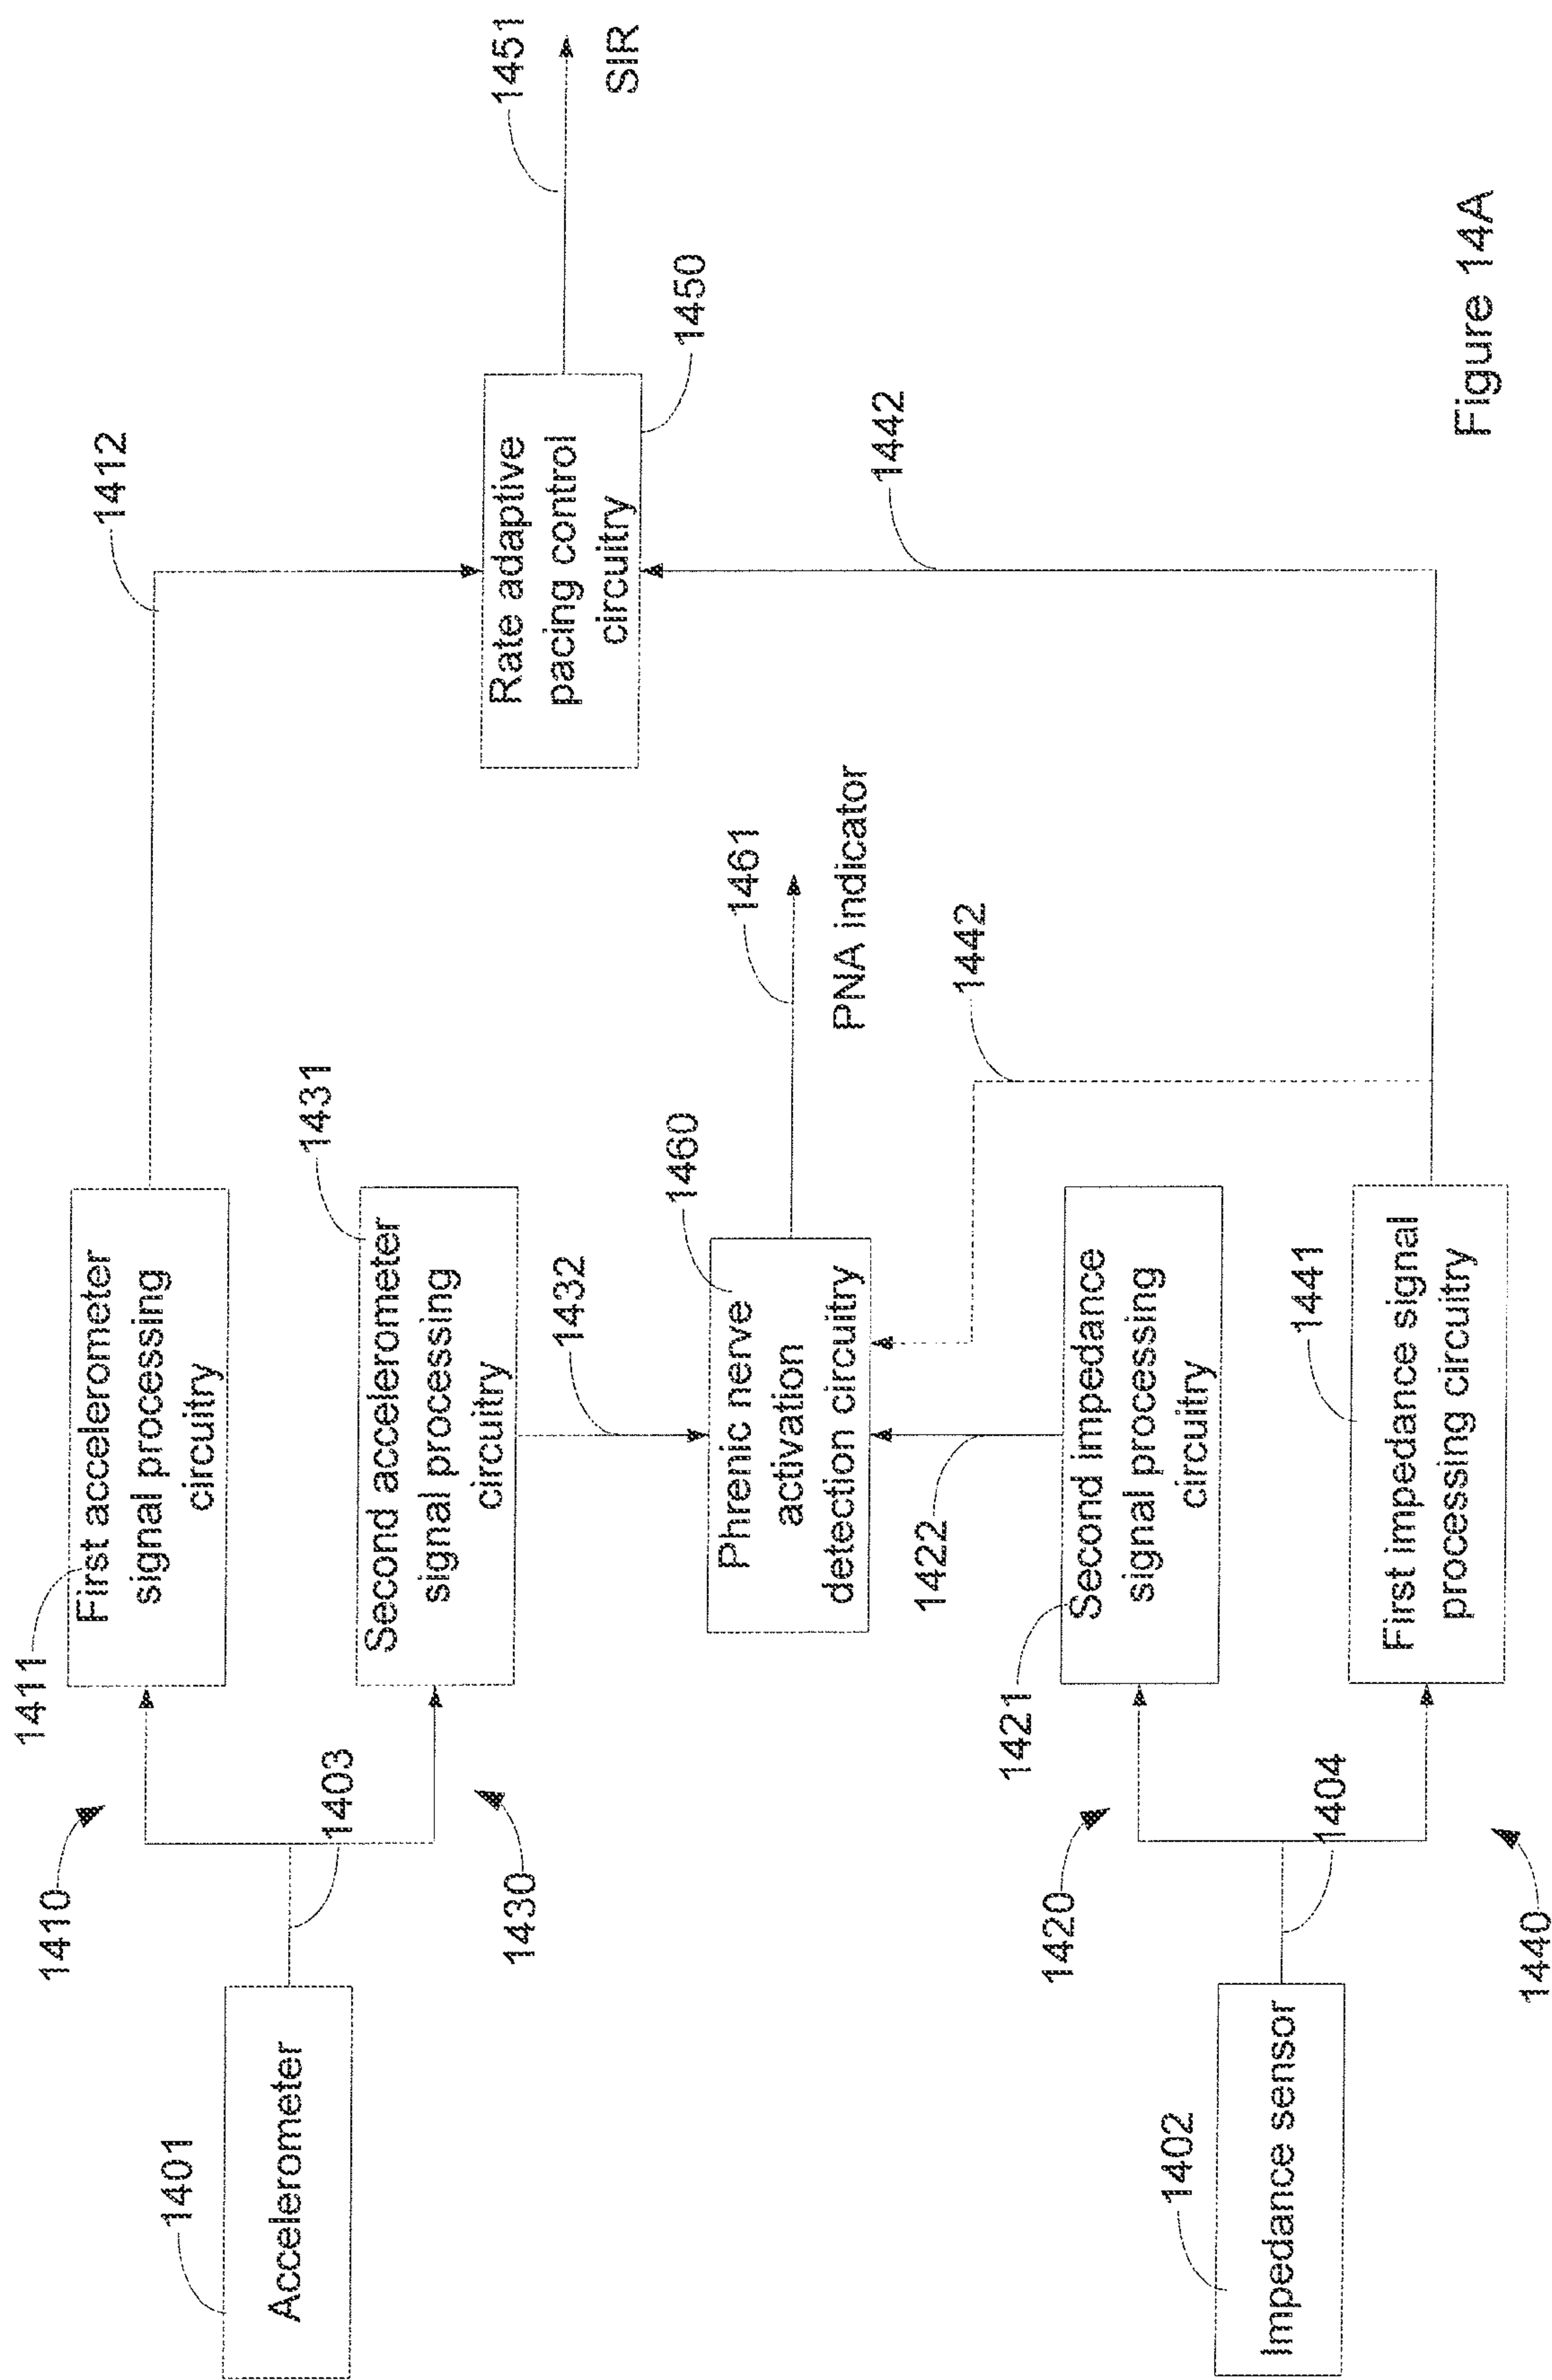 1401
Accelerometer
1403
1410
1430
1411
First accelerometer
signal processing
circuitry
1412
1431
Second accelerometer
signal processing
circuitry
1432
1460
Phrenic nerve
activation
detection circuitry
1461
PNA indicator
Rate adaptive
pacing control
circuitry
1450
1451
SIR
1402
Impedance sensor
1404
1420
1440
1421
Second impedance
signal processing
circuitry
1422
1441
First impedance signal
processing circuitry
1442
1442
Figure 14A